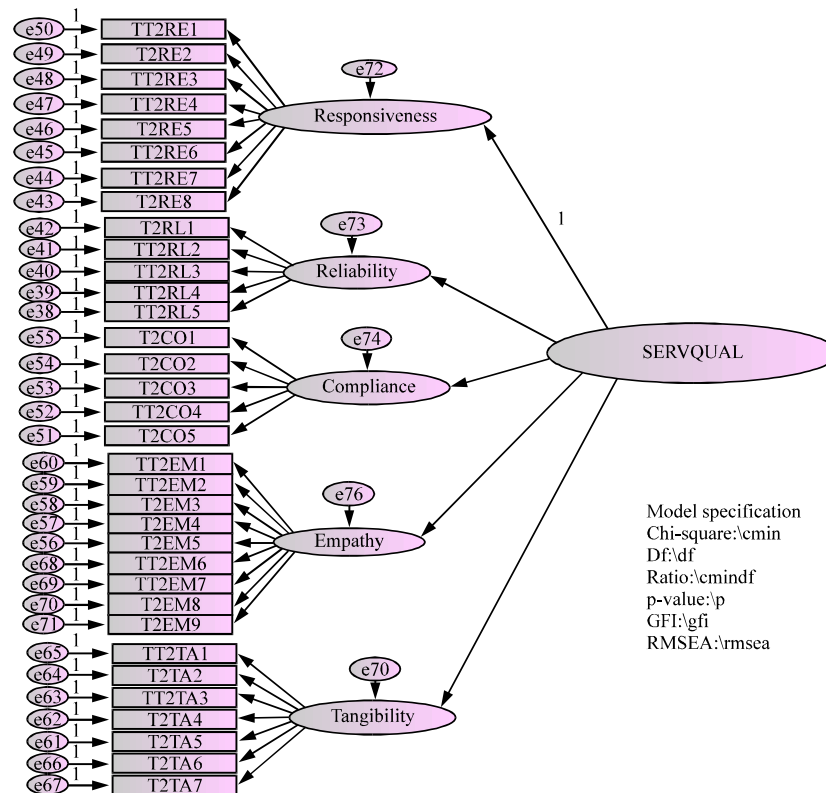 e50 1 TT2RE1
e49 1 T2RE2
e48 1 TT2RE3
e47 1 TT2RE4
e46 1 T2RE5
e45 1 TT2RE6
e44 1 TT2RE7
e43 1 T2RE8
e72
Responsiveness
1
e42 1 T2RL1
e41 1 TT2RL2
e40 1 TT2RL3
e39 1 TT2RL4
e38 1 TT2RL5
e73
Reliability
e55 1 T2CO1
e54 1 T2CO2
e53 1 T2CO3
e52 1 TT2CO4
e51 1 T2CO5
e74
Compliance
SERVQUAL
e60 1 TT2EM1
e59 1 TT2EM2
e58 1 T2EM3
e57 1 T2EM4
e56 1 T2EM5
e68 1 TT2EM6
e69 1 TT2EM7
e70 1 T2EM8
e71 1 T2EM9
e76
Empathy
e65 1 TT2TA1
e64 1 T2TA2
e63 1 TT2TA3
e62 1 T2TA4
e61 1 T2TA5
e66 1 T2TA6
e67 1 T2TA7
e70
Tangibility
Model specification
Chi-square:\cmin
Df:\df
Ratio:\cmindf
p-value:\p
GFI:\gfi
RMSEA:\rmsea